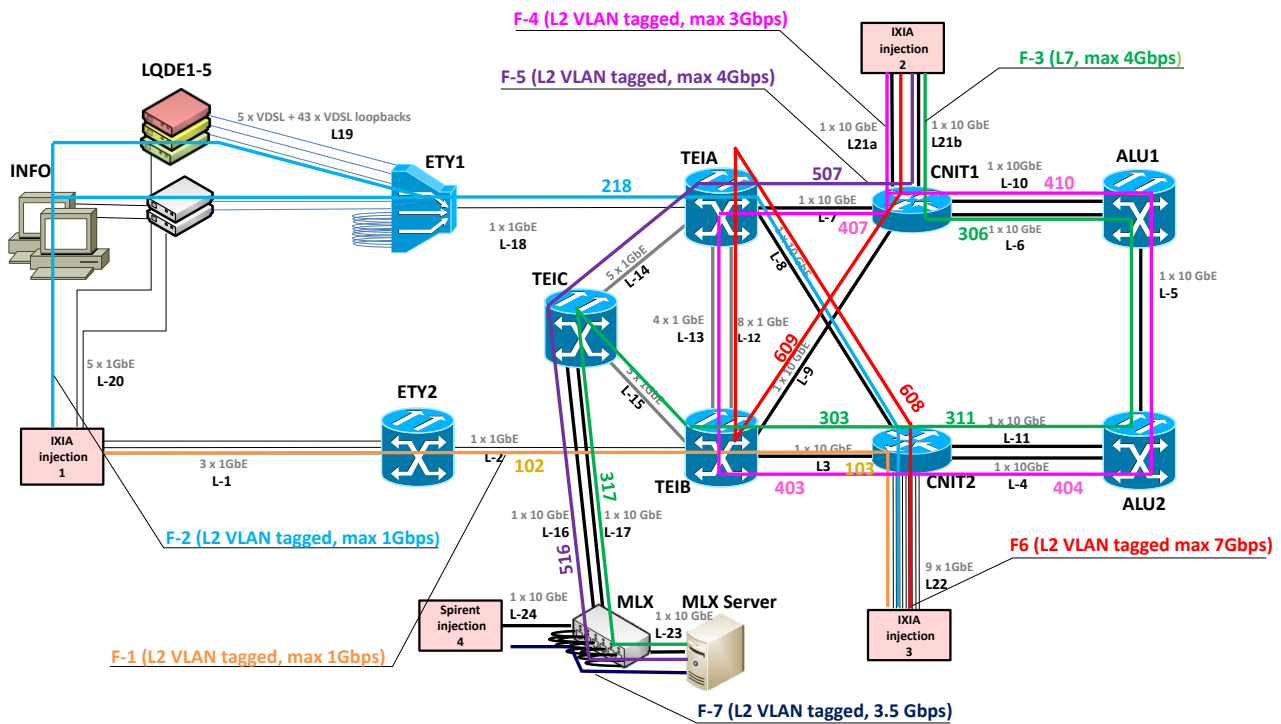 F-4 (L2 VLAN tagged, max 3Gbps)
IXIA
injection
2
F-3 (L7, max 4Gbps)
F-5 (L2 VLAN tagged, max 4Gbps)
LQDE1-5
5 x VDSL + 43 x VDSL loopbacks
L19
1 x 10 GbE
L21a
1 x 10 GbE
L21b
INFO
ETY1
TEIA
507
CNIT1
1 x 10GbE
L-10
410
ALU1
218
1 x 10 GbE
L-7
407
306
1 x 10 GbE
L-6
1 x 1GbE
L-18
5 x 1GbE
L-14
1 x 10 GbE
L-8
TEIC
1 x 10 GbE
L-5
4 x 1 GbE
L-13
8 x 1 GbE
L-12
609
1 x 10 GbE
L-9
5 x 1GbE
L-20
5 x 1GbE
L-15
608
ETY2
303
311
1 x 10 GbE
L-11
IXIA
injection
1
3 x 1GbE
L-1
1 x 1GbE
L-2
102
1 x 10 GbE
L3
103
TEIB
403
CNIT2
1 x 10GbE
L-4
404
ALU2
317
1 x 10 GbE
L-16
1 x 10 GbE
L-17
516
F-2 (L2 VLAN tagged, max 1Gbps)
F6 (L2 VLAN tagged max 7Gbps)
9 x 1GbE
L22
Spirent
injection
4
1 x 10 GbE
L-24
MLX
MLX Server
1 x 10 GbE
L-23
IXIA
injection
3
F-1 (L2 VLAN tagged, max 1Gbps)
F-7 (L2 VLAN tagged, 3.5 Gbps)